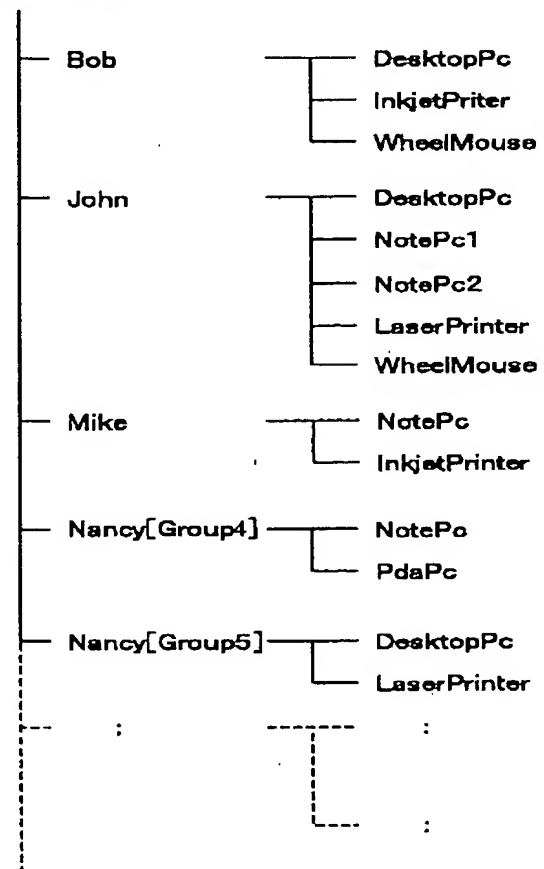 Bob DesktopPc
InkjetPriter
WheelMouse
John DesktopPc
NotePc1
NotePc2
LaserPrinter
WheelMouse
Mike NotePc
InkjetPrinter
Nancy[Group4] NotePc
PdaPc
Nancy[Group5] DesktopPc
LaserPrinter
: :
: